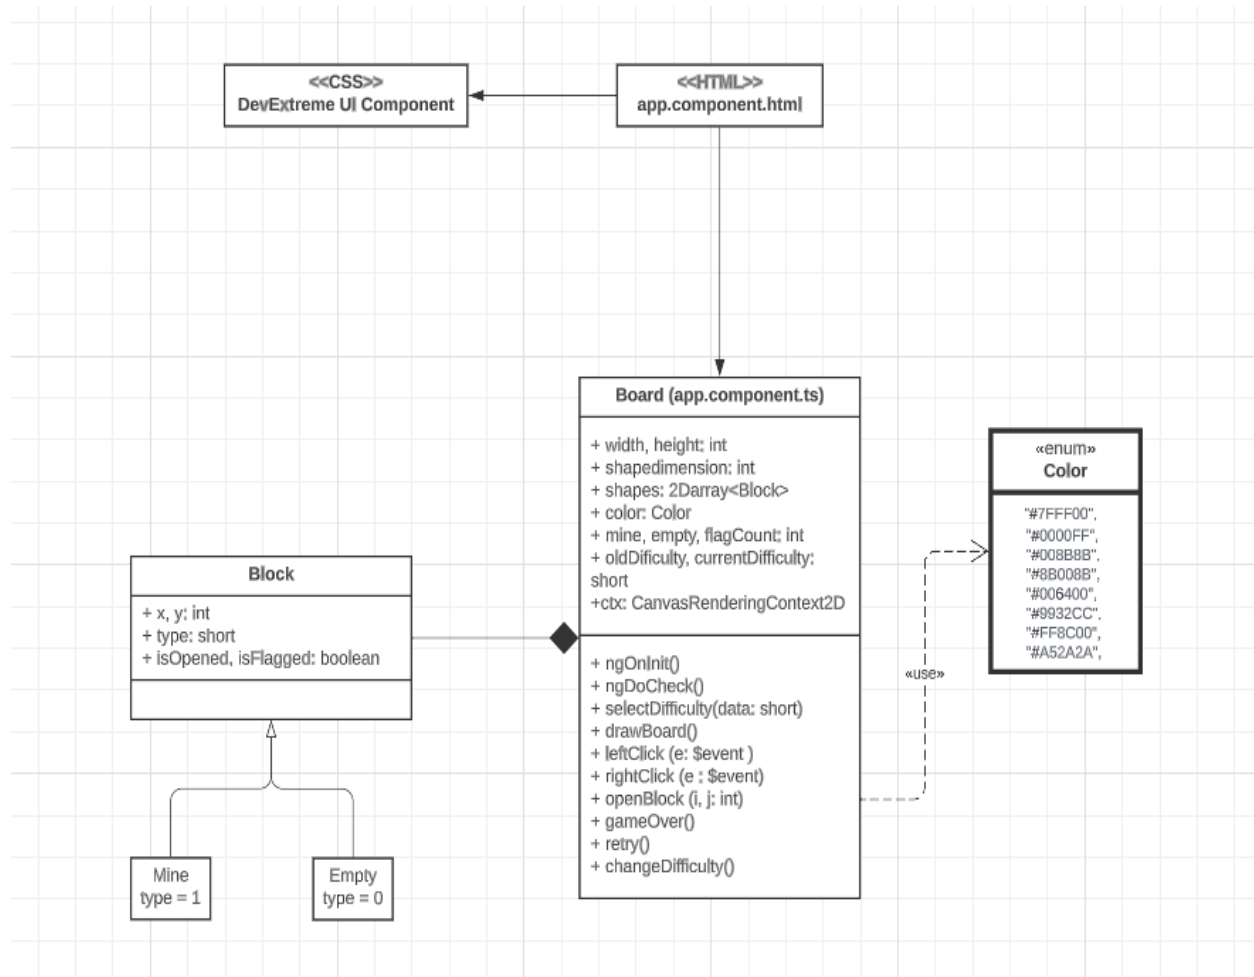 <<CSS>>
DevExtreme UI Component
<<HTML>>
app.component.html
Board (app.component.ts)
+ width, height: int
+ shapedimension: int
+ shapes: 2Darray<Block>
+ color: Color
+ mine, empty, flagCount: int
+ oldDificulty, currentDifficulty:
short
+ctx: CanvasRenderingContext2D
+ ngOnInit()
+ ngDoCheck()
+ selectDifficulty(data: short)
+ drawBoard()
+ leftClick (e: $event )
+ rightClick (e : $event)
+ openBlock (i, j: int)
+ gameOver()
+ retry()
+ changeDifficulty()
«enum»
Color
"#7FFF00",
"#0000FF",
"#008B8B",
"#8B008B",
"#006400",
"#9932CC",
"#FF8C00",
"#A52A2A",
«use»
Block
+ x, y: int
+ type: short
+ isOpened, isFlagged: boolean
Mine
type = 1
Empty
type = 0